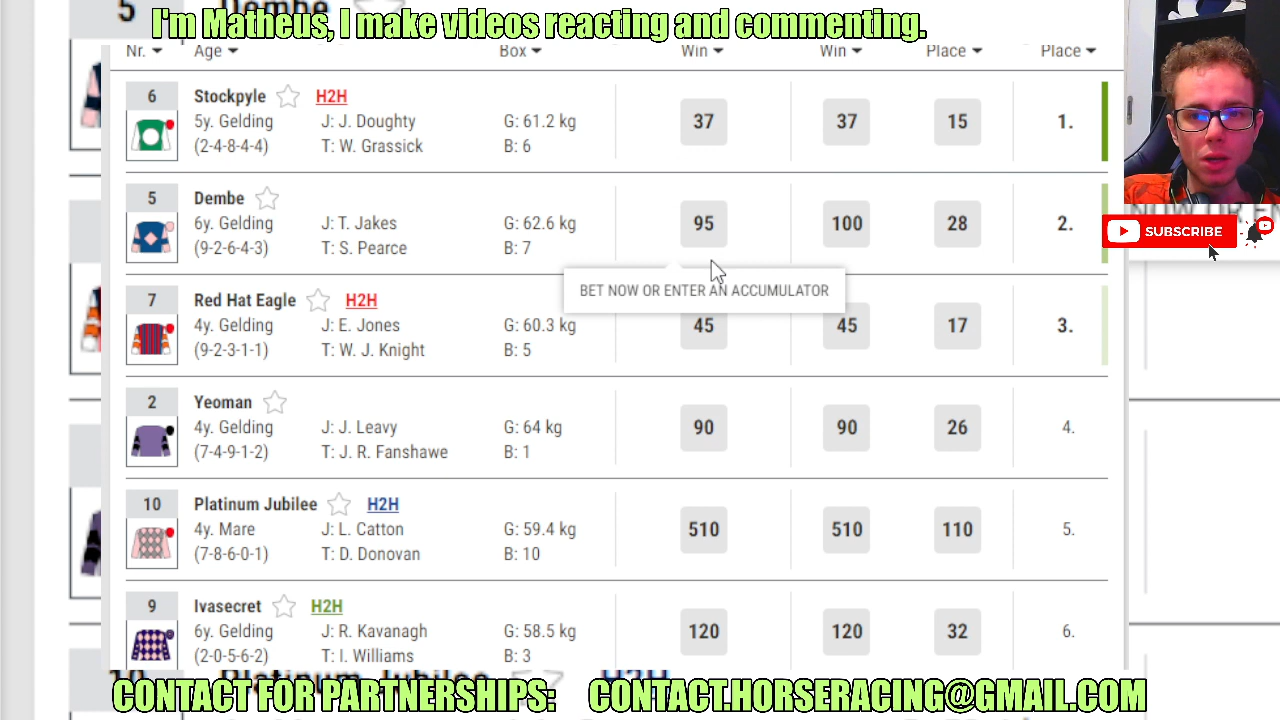 5 Dembe
I'm Matheus, I make videos reacting and commenting.
Nr. Age Box Win Win Place Place
6 Stockpyle H2H
5y. Gelding J: J. Doughty G: 61.2 kg 37 37 15 1.
(2-4-8-4-4) T: W. Grassick B: 6
5 Dembe
6y. Gelding J: T. Jakes G: 62.6 kg 95 100 28 2.
(9-2-6-4-3) T: S. Pearce B: 7
SUBSCRIBE
BET NOW OR ENTER AN ACCUMULATOR
7 Red Hat Eagle H2H
4y. Gelding J: E. Jones G: 60.3 kg 45 45 17 3.
(9-2-3-1-1) T: W. J. Knight B: 5
2 Yeoman
4y. Gelding J: J. Leavy G: 64 kg 90 90 26 4.
(7-4-9-1-2) T: J. R. Fanshawe B: 1
10 Platinum Jubilee H2H
4y. Mare J: L. Catton G: 59.4 kg 510 510 110 5.
(7-8-6-0-1) T: D. Donovan B: 10
9 Ivasecret H2H
6y. Gelding J: R. Kavanagh G: 58.5 kg 120 120 32 6.
(2-0-5-6-2) T: I. Williams B: 3
10 Platinum Jubilee H2H
CONTACT FOR PARTNERSHIPS: CONTACT.HORSERACING@GMAIL.COM